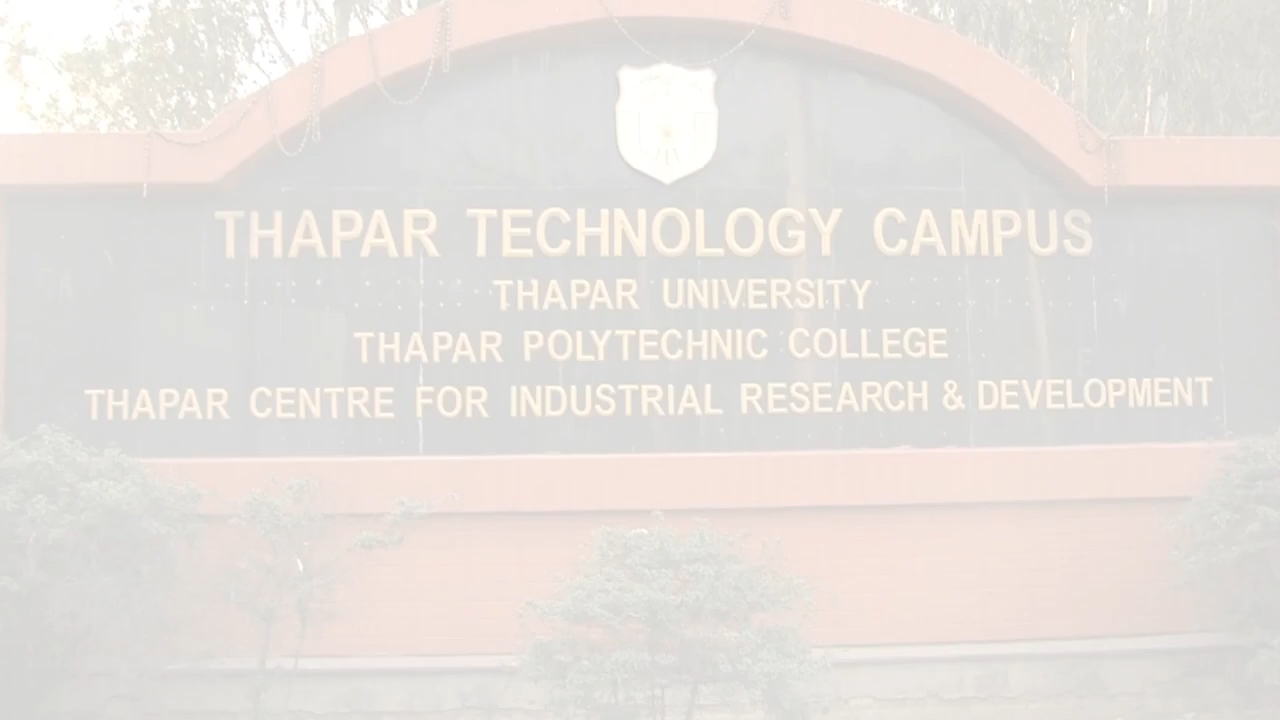 THAPAR TECHNOLOGY CAMPUS
THAPAR UNIVERSITY
THAPAR POLYTECHNIC COLLEGE
THAPAR CENTRE FOR INDUSTRIAL RESEARCH & DEVELOPMENT